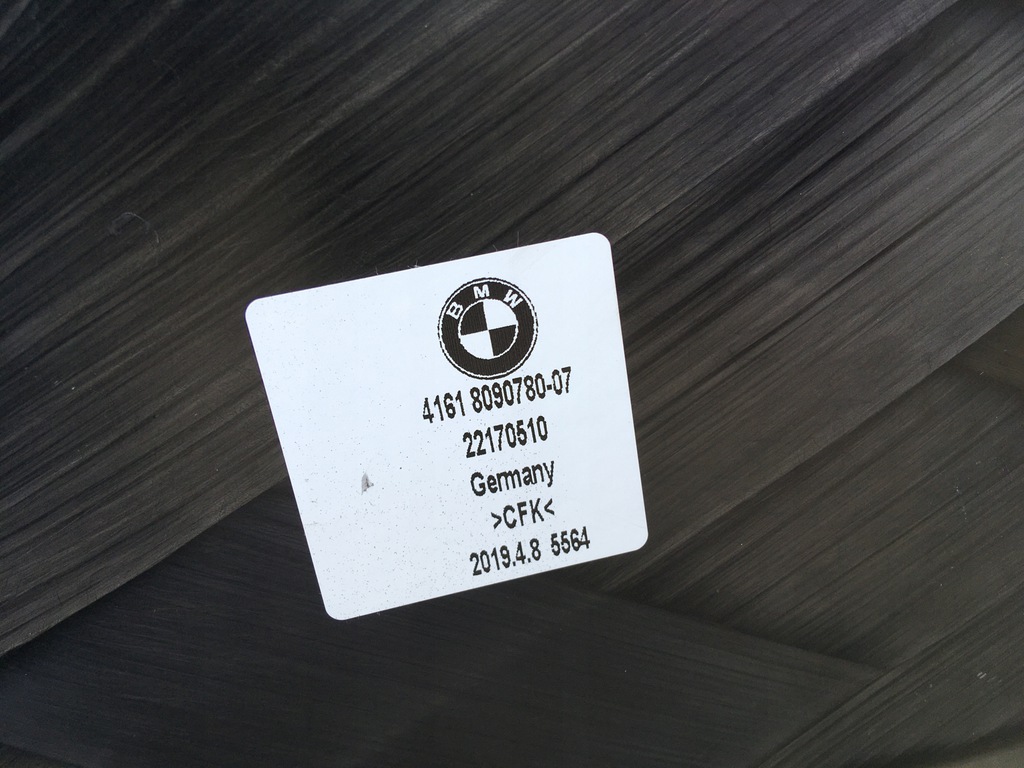 BMW
4161 8090780-07
22170510
Germany
>CFK<
2019.4.8 5564